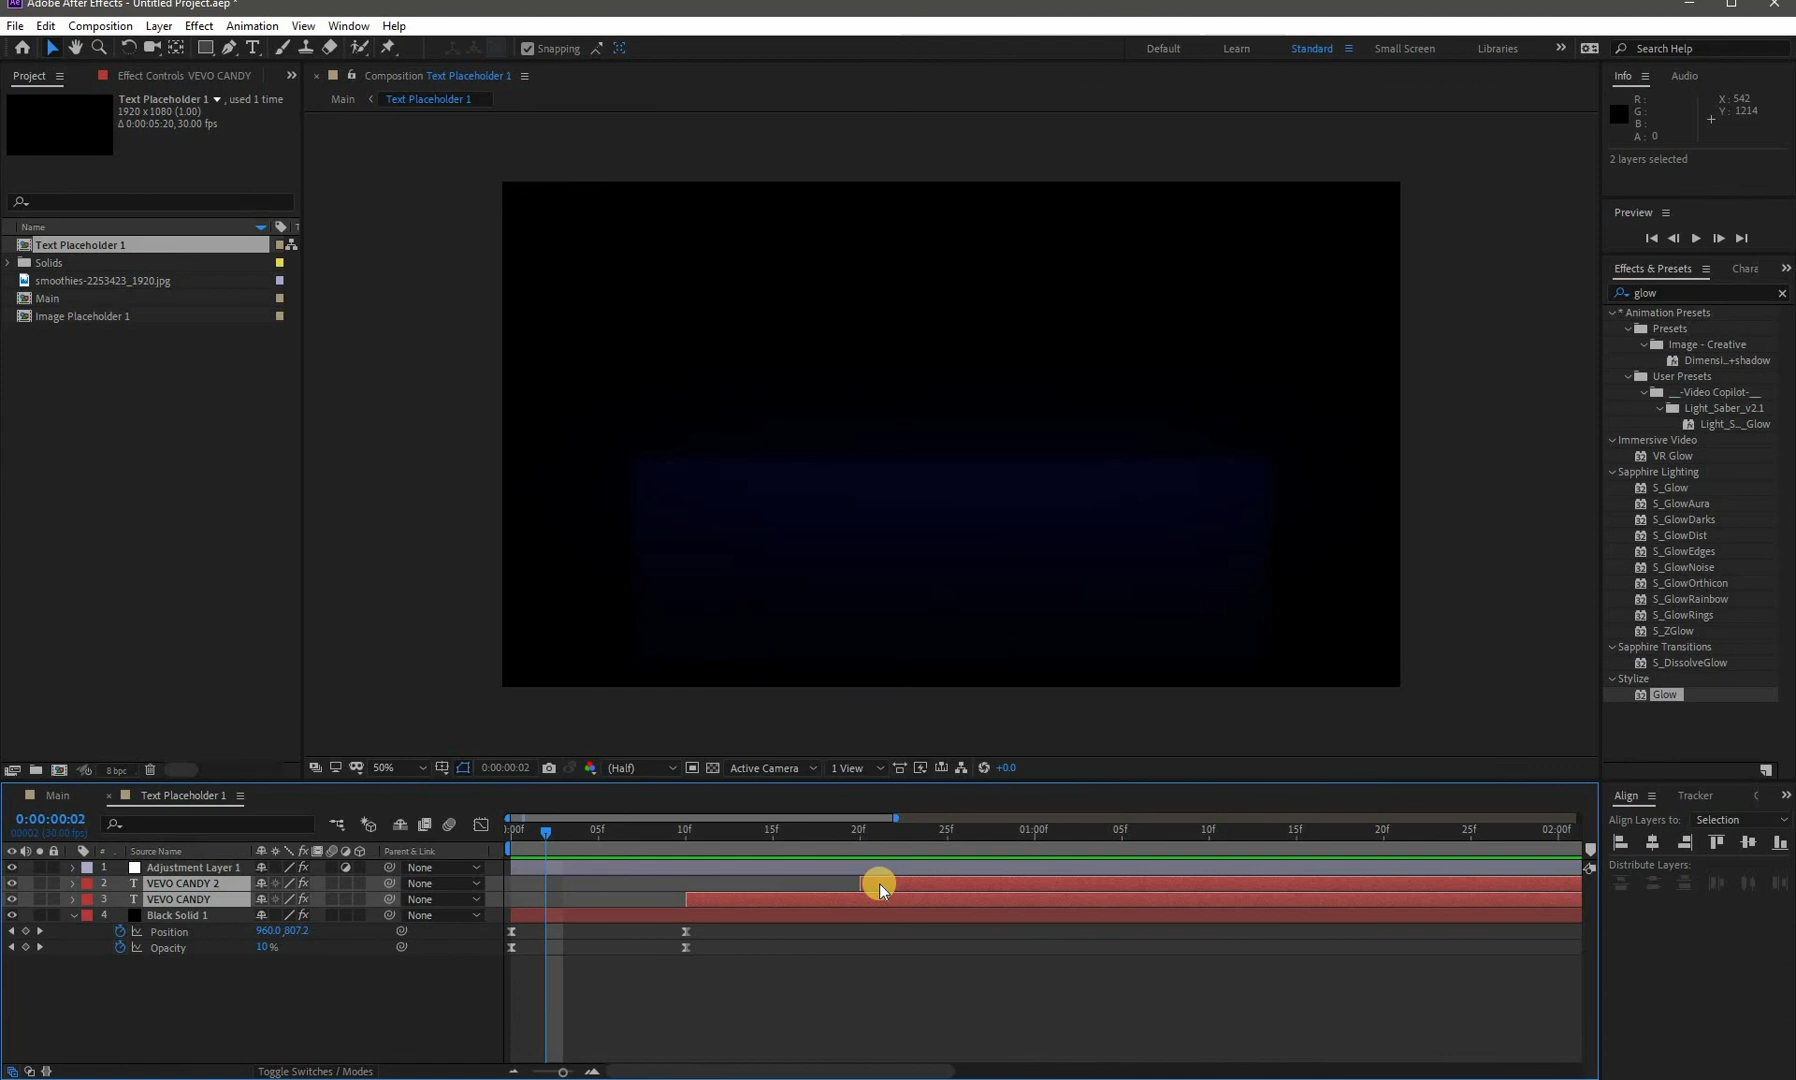 Adobe After Effects - Untitled Project.aep *
File Edit Composition Layer Effect Animation View Window Help
Snapping
Default Learn Standard Small Screen Libraries
Search Help
Project
Effect Controls VEVO CANDY
Text Placeholder 1 , used 1 time
1920 x 1080 (1.00)
Δ 0:00:05:20, 30.00 fps
Name
Text Placeholder 1
Solids
smoothies-2253423_1920.jpg
Main
Image Placeholder 1
8 bpc
Composition Text Placeholder 1
Main
Text Placeholder 1
50% 0:00:00:02 (Half) Active Camera 1 View +0.0
Info Audio
R: X: 542
G: Y: 1214
B:
A: 0
2 layers selected
Preview
Effects & Presets Chara
glow
* Animation Presets
Presets
Image - Creative
Dimensi...+shadow
User Presets
__-Video Copilot-__
Light_Saber_v2.1
Light_S..._Glow
Immersive Video
VR Glow
Sapphire Lighting
S_Glow
S_GlowAura
S_GlowDarks
S_GlowDist
S_GlowEdges
S_GlowNoise
S_GlowOrthicon
S_GlowRainbow
S_GlowRings
S_ZGlow
Sapphire Transitions
S_DissolveGlow
Stylize
Glow
Align Tracker
Align Layers to: Selection
Distribute Layers:
Main
Text Placeholder 1
0:00:00:02
00002 (30.00 fps)
# Source Name Parent & Link
1 Adjustment Layer 1 None
2 T VEVO CANDY 2 None
3 T VEVO CANDY None
4 Black Solid 1 None
Position 960.0,807.2
Opacity 10 %
0:00f 05f 10f 15f 20f 25f 01:00f 05f 10f 15f 20f 25f 02:00f
Toggle Switches / Modes